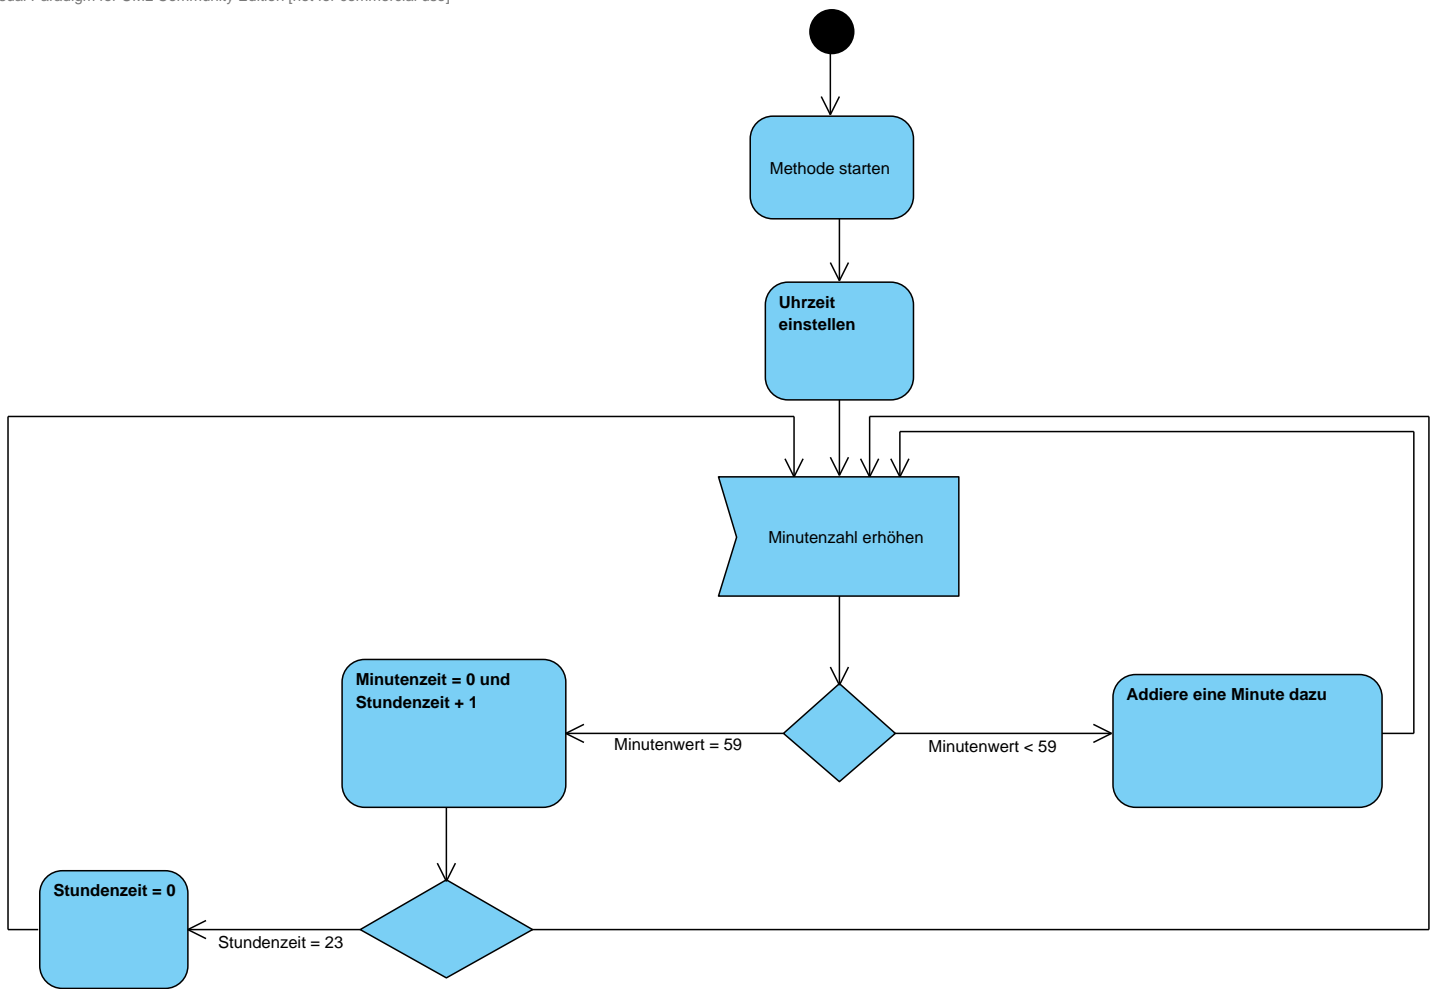 Methode starten
Uhrzeit
einstellen
Minutenzahl erhöhen
Minutenzeit = 0 und
Stundenzeit + 1
Addiere eine Minute dazu
Minutenwert = 59
Minutenwert < 59
Stundenzeit = 0
Stundenzeit = 23